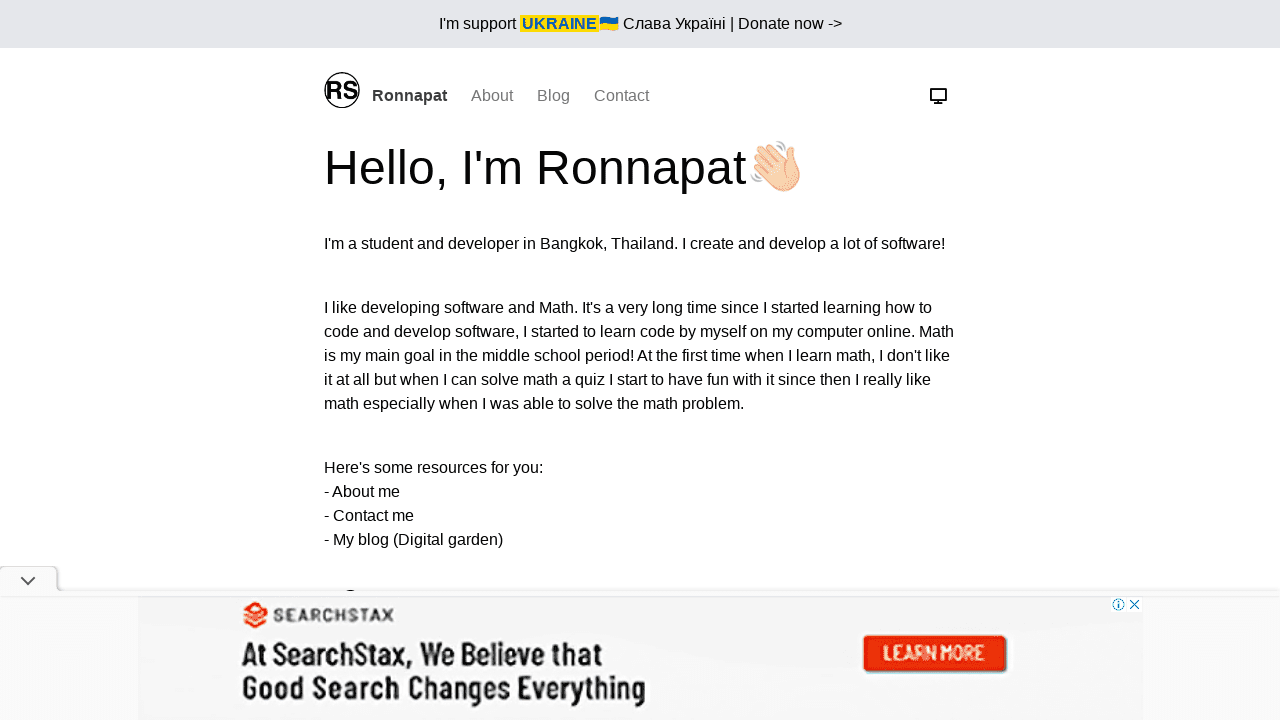 I'm support UKRAINE🇺🇦 Слава Україні | Donate now ->
RS Ronnapat About Blog Contact
Hello, I'm Ronnapat👋🏻
I'm a student and developer in Bangkok, Thailand. I create and develop a lot of software!
I like developing software and Math. It's a very long time since I started learning how to
code and develop software, I started to learn code by myself on my computer online. Math
is my main goal in the middle school period! At the first time when I learn math, I don't like
it at all but when I can solve math a quiz I start to have fun with it since then I really like
math especially when I was able to solve the math problem.
Here's some resources for you:
- About me
- Contact me
- My blog (Digital garden)
SEARCHSTAX
At SearchStax, We Believe that
Good Search Changes Everything
LEARN MORE